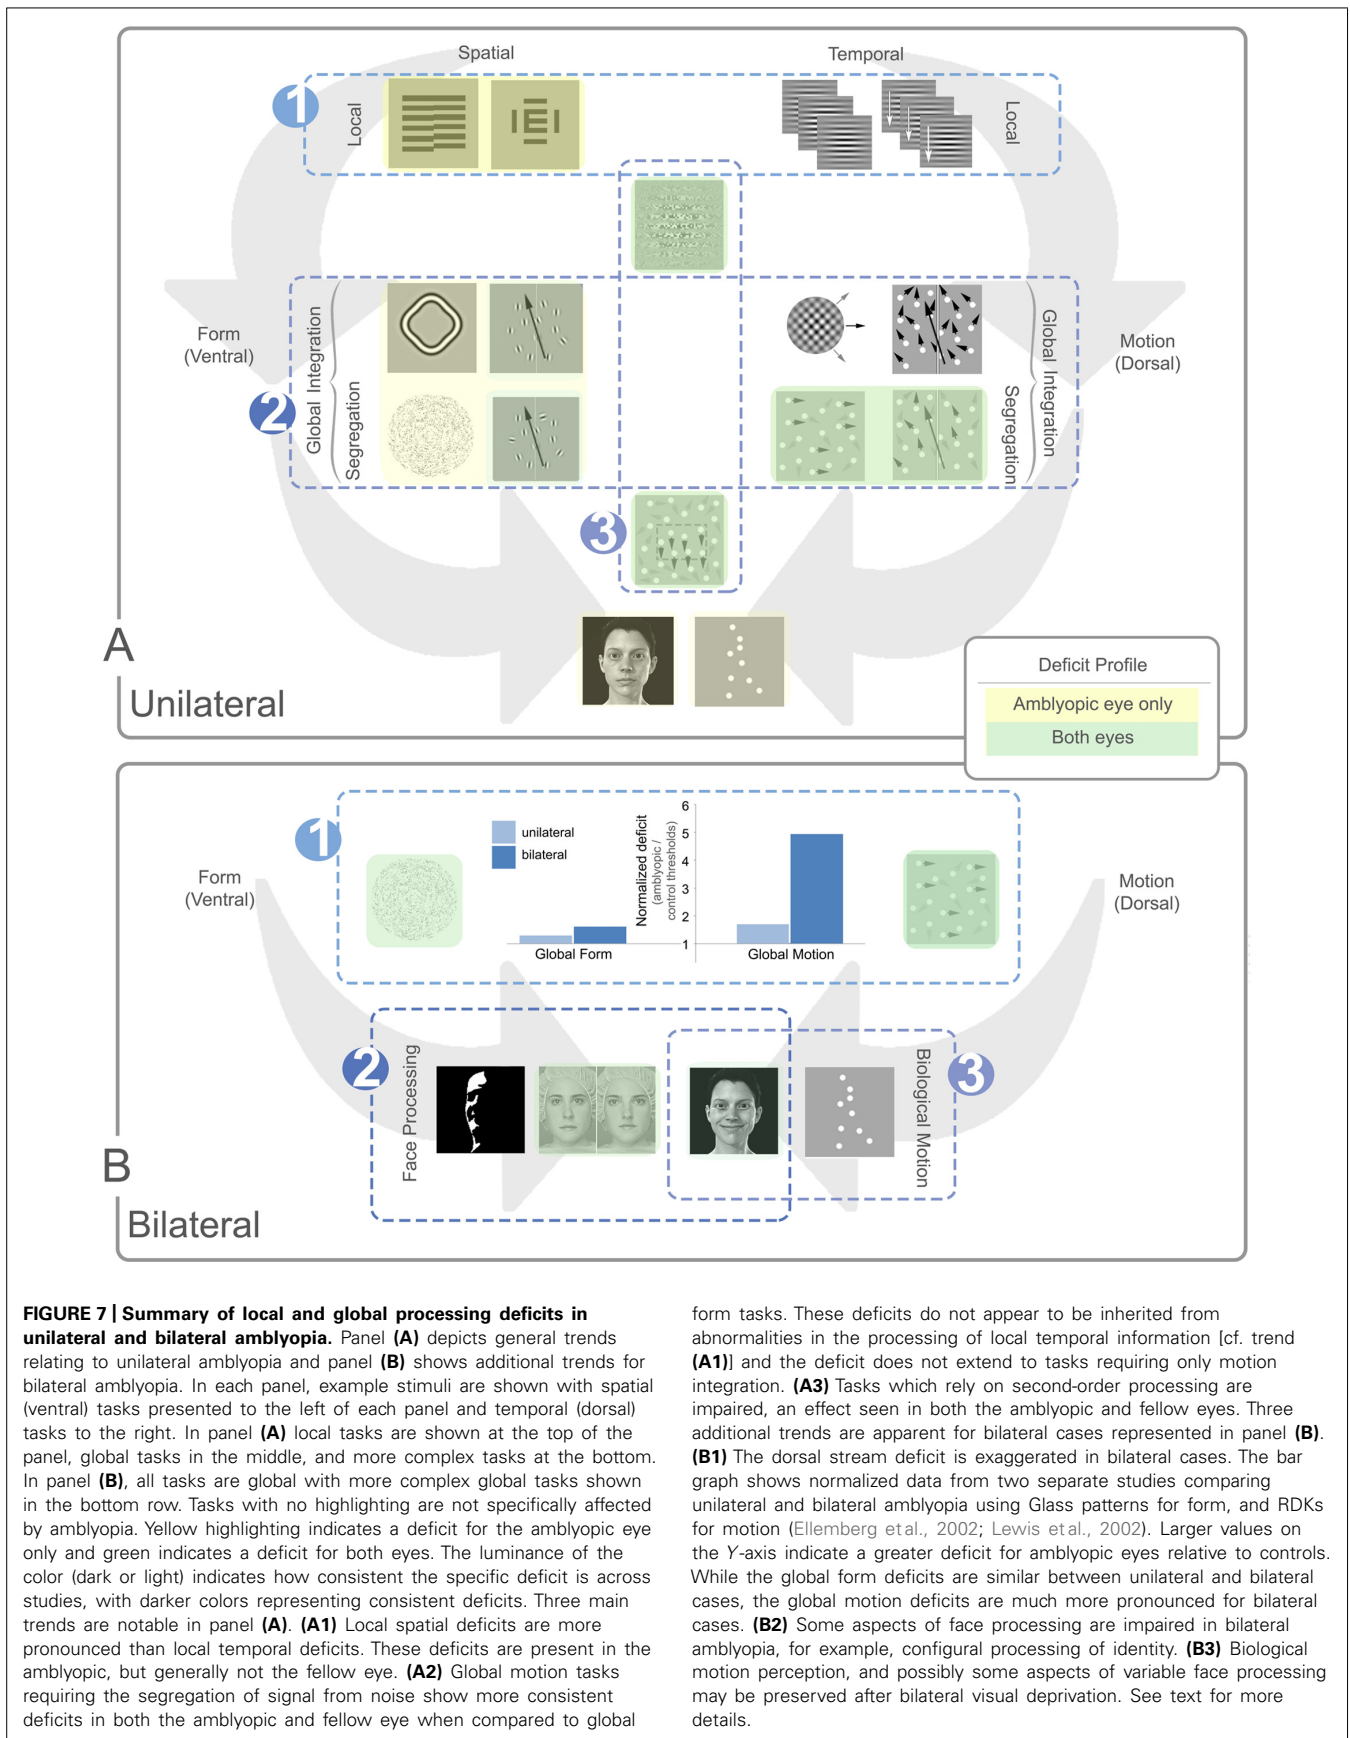 Spatial
Temporal
1
Local
Local
Form
(Ventral)
Global Integration
Segregation
2
Motion
(Dorsal)
Global Integration
Segregation
3
A
Unilateral
Deficit Profile
Amblyopic eye only
Both eyes
1
Form
(Ventral)
unilateral
bilateral
Normalized deficit
(amblyopic /
control thresholds)
6
5
4
3
2
1
Global Form
Global Motion
Motion
(Dorsal)
2
Face Processing
Biological Motion
3
B
Bilateral
FIGURE 7 | Summary of local and global processing deficits in
unilateral and bilateral amblyopia. Panel (A) depicts general trends
relating to unilateral amblyopia and panel (B) shows additional trends for
bilateral amblyopia. In each panel, example stimuli are shown with spatial
(ventral) tasks presented to the left of each panel and temporal (dorsal)
tasks to the right. In panel (A) local tasks are shown at the top of the
panel, global tasks in the middle, and more complex tasks at the bottom.
In panel (B), all tasks are global with more complex global tasks shown
in the bottom row. Tasks with no highlighting are not specifically affected
by amblyopia. Yellow highlighting indicates a deficit for the amblyopic eye
only and green indicates a deficit for both eyes. The luminance of the
color (dark or light) indicates how consistent the specific deficit is across
studies, with darker colors representing consistent deficits. Three main
trends are notable in panel (A). (A1) Local spatial deficits are more
pronounced than local temporal deficits. These deficits are present in the
amblyopic, but generally not the fellow eye. (A2) Global motion tasks
requiring the segregation of signal from noise show more consistent
deficits in both the amblyopic and fellow eye when compared to global
form tasks. These deficits do not appear to be inherited from
abnormalities in the processing of local temporal information [cf. trend
(A1)] and the deficit does not extend to tasks requiring only motion
integration. (A3) Tasks which rely on second-order processing are
impaired, an effect seen in both the amblyopic and fellow eyes. Three
additional trends are apparent for bilateral cases represented in panel (B).
(B1) The dorsal stream deficit is exaggerated in bilateral cases. The bar
graph shows normalized data from two separate studies comparing
unilateral and bilateral amblyopia using Glass patterns for form, and RDKs
for motion (Ellemberg et al., 2002; Lewis et al., 2002). Larger values on
the Y-axis indicate a greater deficit for amblyopic eyes relative to controls.
While the global form deficits are similar between unilateral and bilateral
cases, the global motion deficits are much more pronounced for bilateral
cases. (B2) Some aspects of face processing are impaired in bilateral
amblyopia, for example, configural processing of identity. (B3) Biological
motion perception, and possibly some aspects of variable face processing
may be preserved after bilateral visual deprivation. See text for more
details.